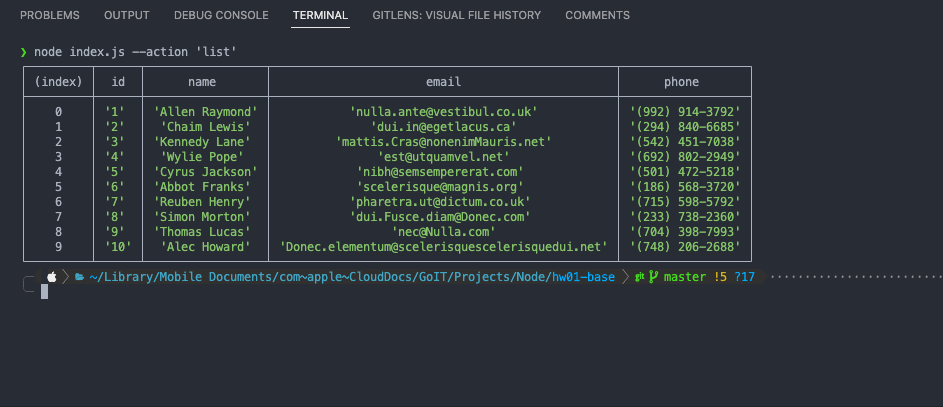 PROBLEMS OUTPUT DEBUG CONSOLE TERMINAL GITLENS: VISUAL FILE HISTORY COMMENTS
❯ node index.js --action 'list'
(index) id name email phone
0 '1' 'Allen Raymond' 'nulla.ante@vestibul.co.uk' '(992) 914-3792'
1 '2' 'Chaim Lewis' 'dui.in@egetlacus.ca' '(294) 840-6685'
2 '3' 'Kennedy Lane' 'mattis.Cras@nonenimMauris.net' '(542) 451-7038'
3 '4' 'Wylie Pope' 'est@utquamvel.net' '(692) 802-2949'
4 '5' 'Cyrus Jackson' 'nibh@semsempererat.com' '(501) 472-5218'
5 '6' 'Abbot Franks' 'scelerisque@magnis.org' '(186) 568-3720'
6 '7' 'Reuben Henry' 'pharetra.ut@dictum.co.uk' '(715) 598-5792'
7 '8' 'Simon Morton' 'dui.Fusce.diam@Donec.com' '(233) 738-2360'
8 '9' 'Thomas Lucas' 'nec@Nulla.com' '(704) 398-7993'
9 '10' 'Alec Howard' 'Donec.elementum@scelerisquescelerisquedui.net' '(748) 206-2688'
~/Library/Mobile Documents/com~apple~CloudDocs/GoIT/Projects/Node/hw01-base git master !5 ?17